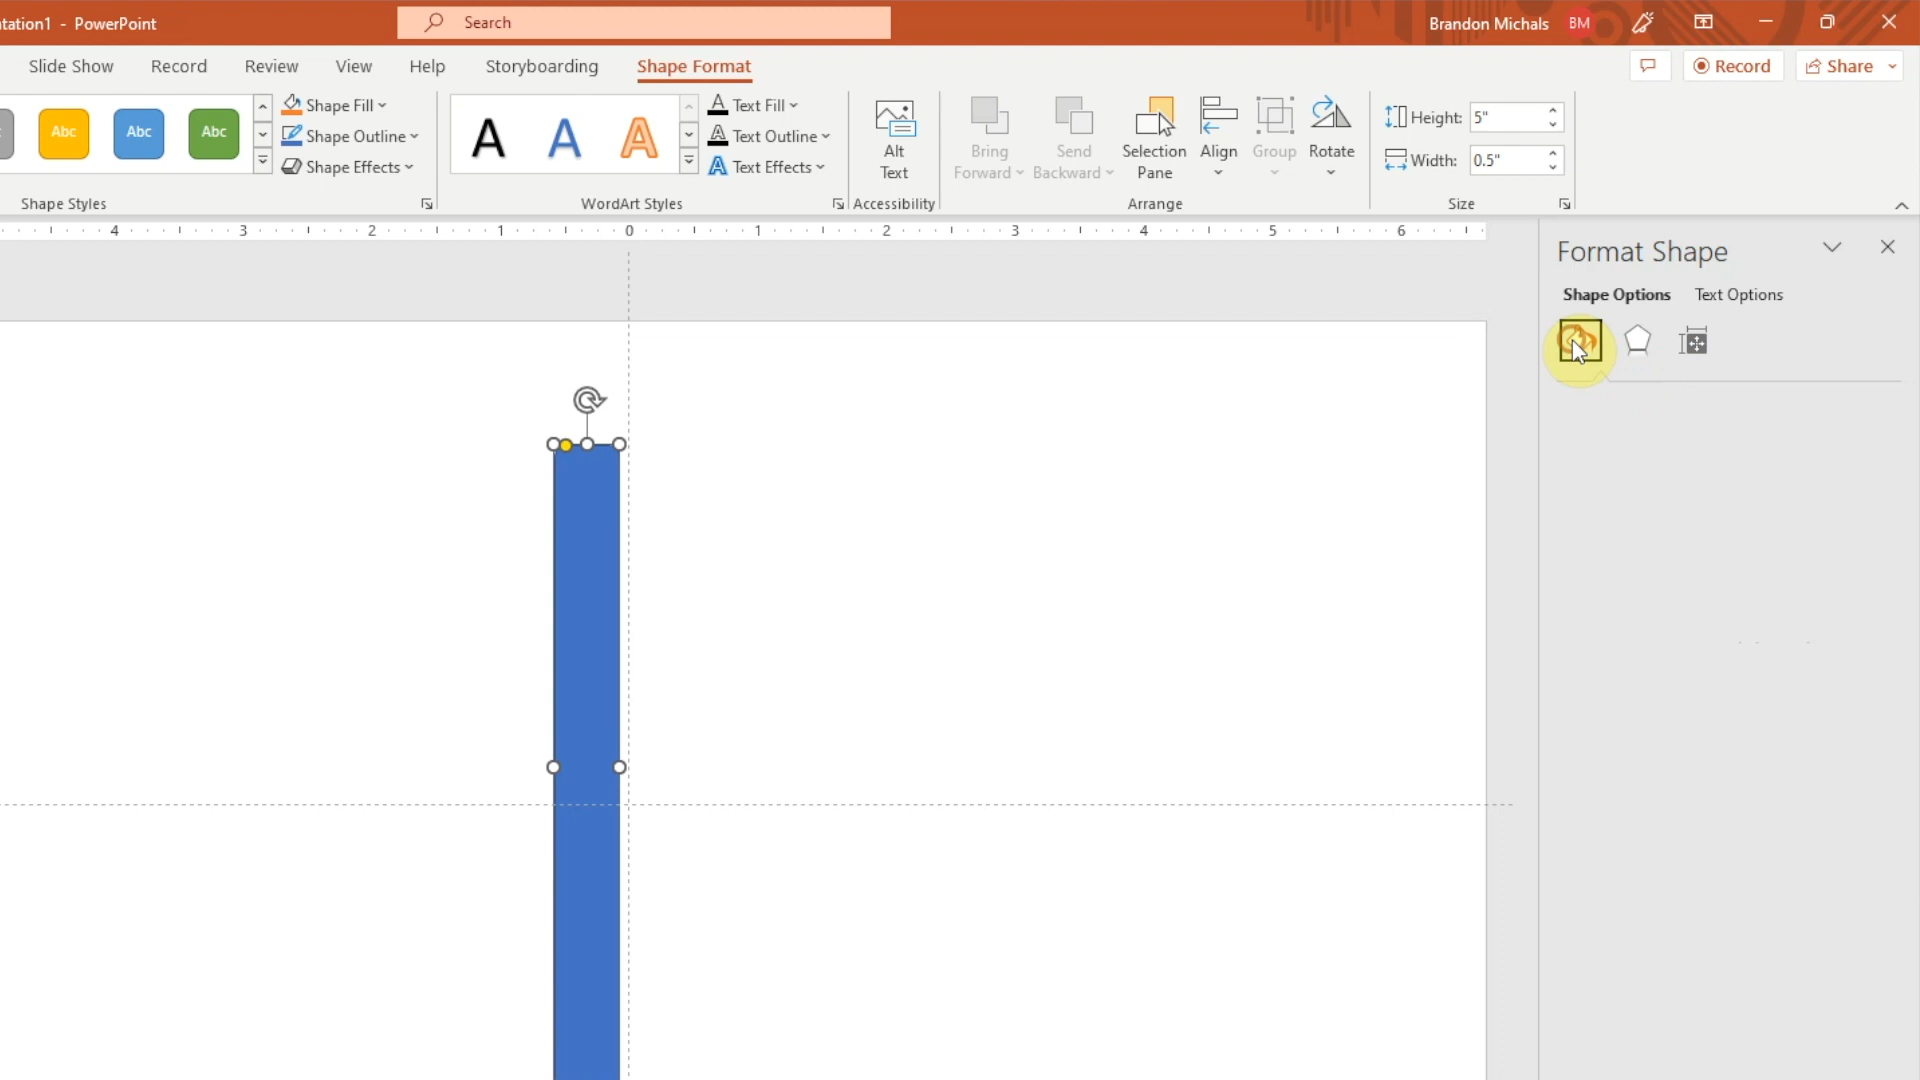 tation1 - PowerPoint
Search
Brandon Michals BM
Slide Show Record Review View Help Storyboarding Shape Format
Record Share
Abc Abc Abc
Shape Fill
Shape Outline
Shape Effects
A A A
Text Fill
Text Outline
Text Effects
Alt
Text
Bring
Forward
Send
Backward
Selection
Pane
Align
Group
Rotate
Height: 5"
Width: 0.5"
Shape Styles WordArt Styles Accessibility Arrange Size
4 3 2 1 0 1 2 3 4 5 6
Format Shape
Shape Options Text Options